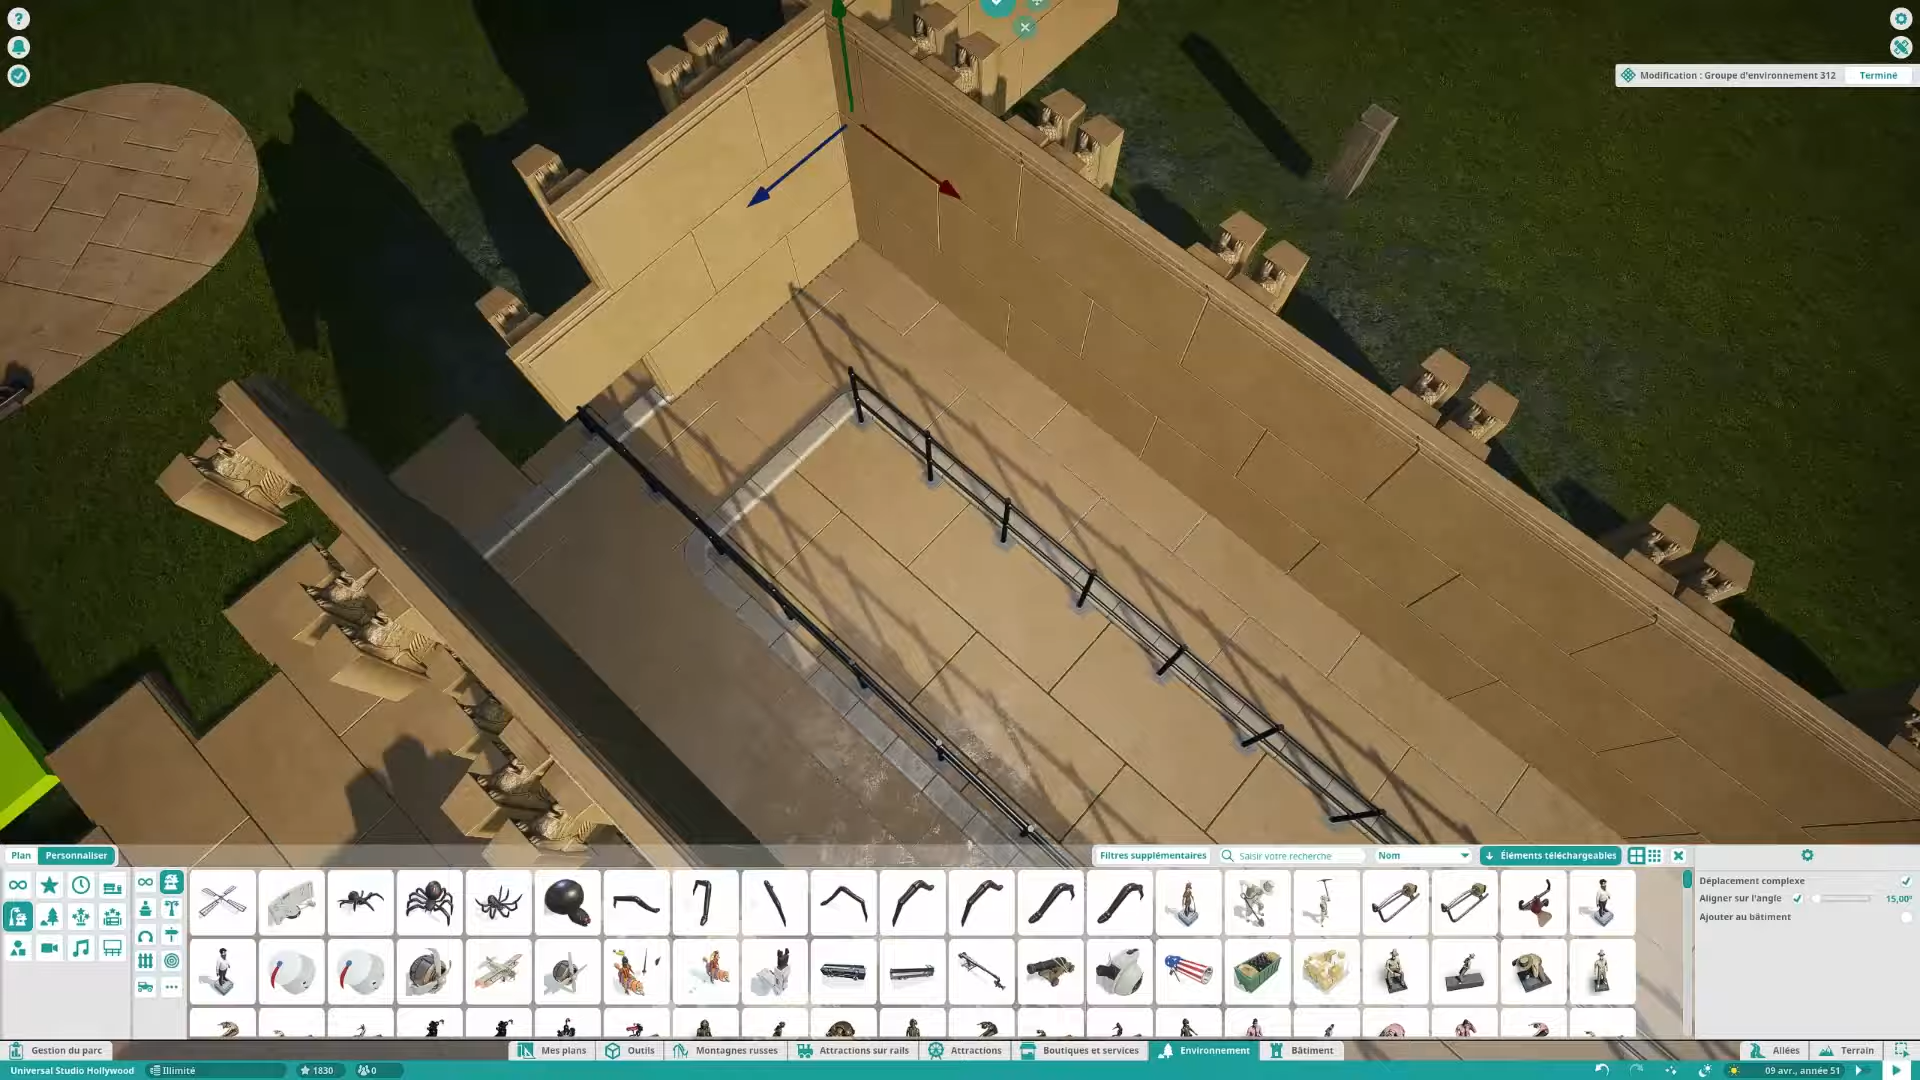 ?
Modification : Groupe d'environnement 312
Terminé
Plan
Personnaliser
Filtres supplémentaires
Saisir votre recherche
Nom
Éléments téléchargeables
Déplacement complexe
Aligner sur l'angle
15,00°
Ajouter au bâtiment
Gestion du parc
Mes plans
Outils
Montagnes russes
Attractions sur rails
Attractions
Boutiques et services
Environnement
Bâtiment
Allées
Terrain
Universal Studio Hollywood
Illimité
1830
0
09 avr., année 51